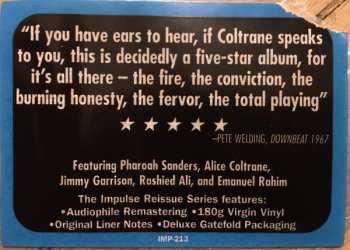 "If you have ears to hear, if Coltrane speaks
to you, this is decidedly a five-star album, for
it's all there – the fire, the conviction, the
burning honesty, the fervor, the total playing"
★ ★ ★ ★ ★
–PETE WELDING, DOWNBEAT 1967
Featuring Pharoah Sanders, Alice Coltrane,
Jimmy Garrison, Rashied Ali, and Emanuel Rahim
The Impulse Reissue Series features:
•Audiophile Remastering •180g Virgin Vinyl
•Original Liner Notes •Deluxe Gatefold Packaging
IMP-213